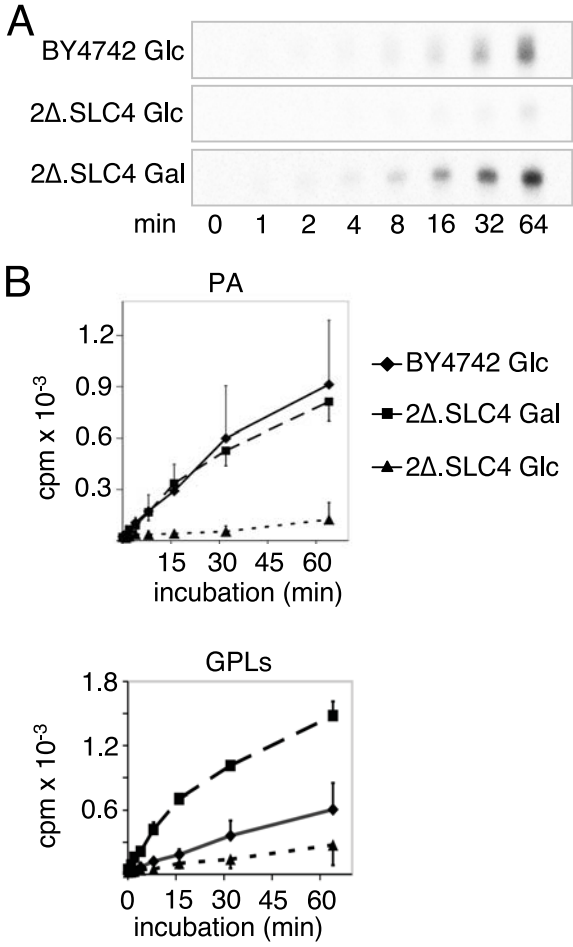 A
BY4742 Glc
2Δ.SLC4 Glc
2Δ.SLC4 Gal
min 0 1 2 4 8 16 32 64
B
PA
1.2
0.9
0.6
0.3
cpm x 10⁻³
15 30 45 60
incubation (min)
BY4742 Glc
2Δ.SLC4 Gal
2Δ.SLC4 Glc
GPLs
1.8
1.2
0.6
cpm x 10⁻³
0 15 30 45 60
incubation (min)